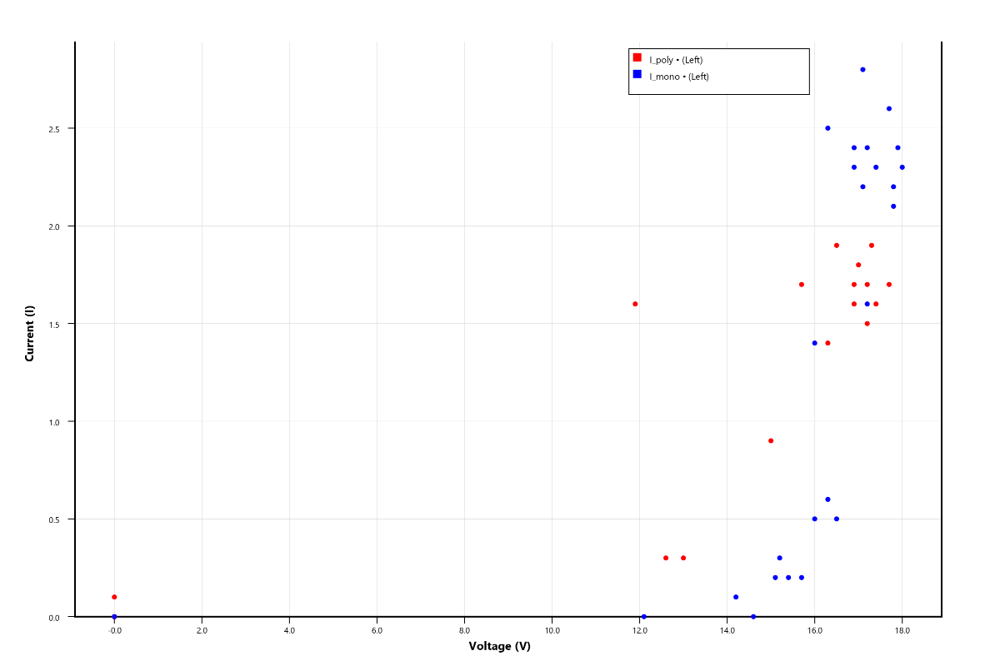 I_poly • (Left)
I_mono • (Left)
2.5
2.0
1.5
1.0
0.5
0.0
Current (I)
-0.0 2.0 4.0 6.0 8.0 10.0 12.0 14.0 16.0 18.0
Voltage (V)